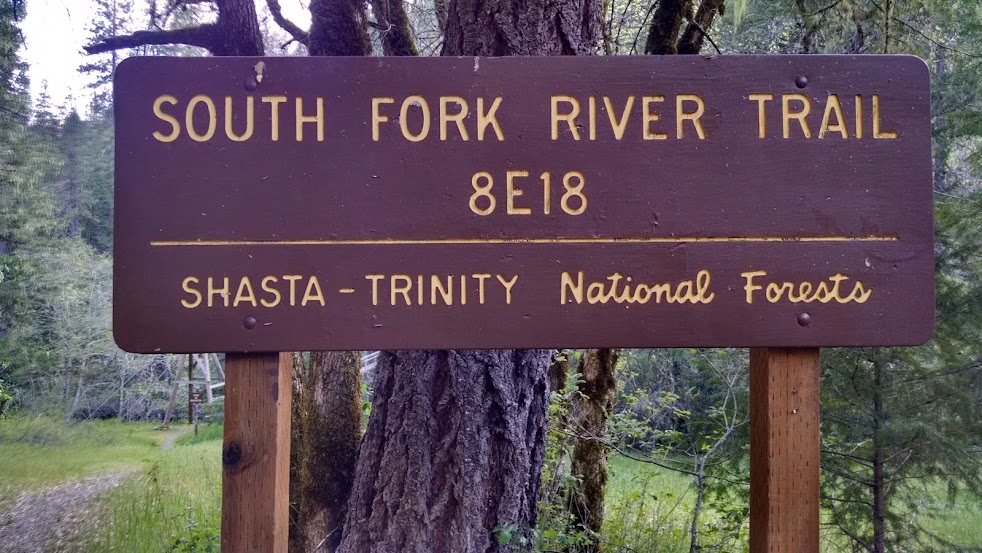 SOUTH FORK RIVER TRAIL
8E18
SHASTA - TRINITY National Forests